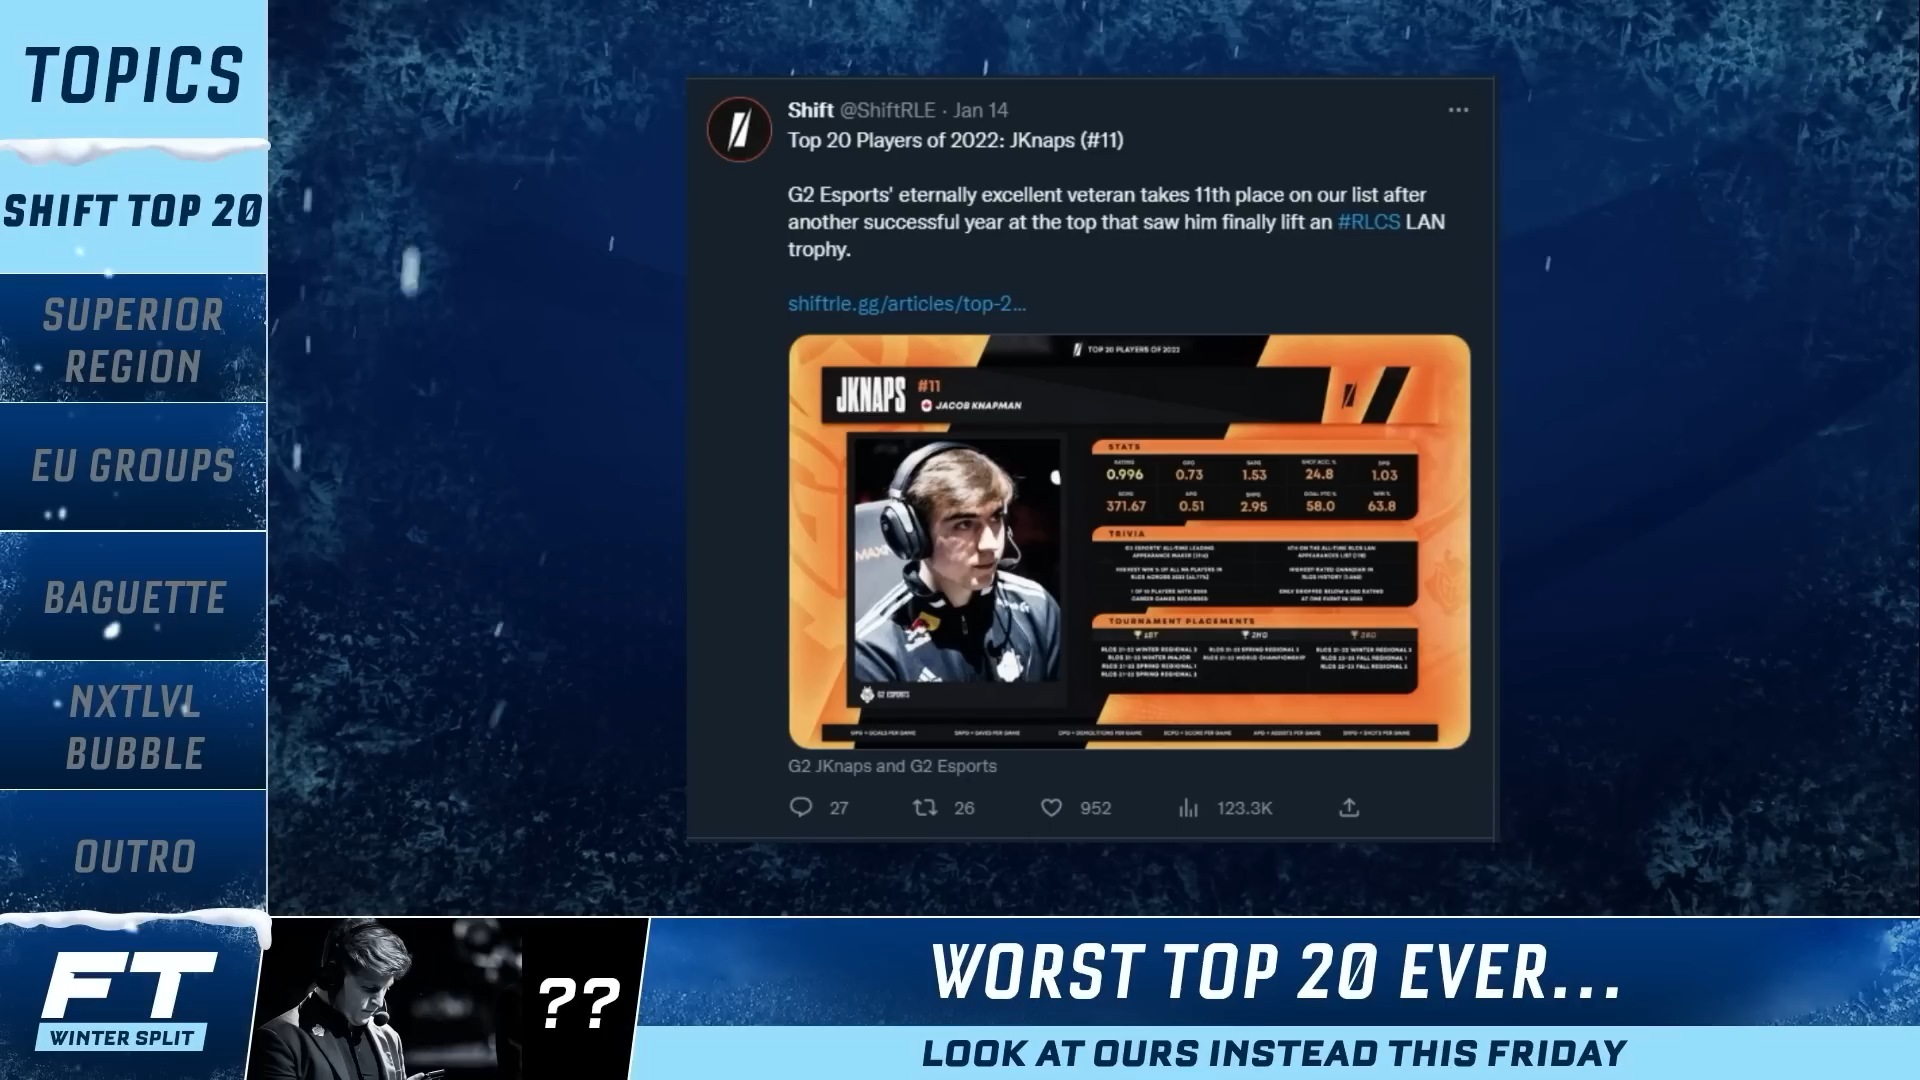 TOPICS
SHIFT TOP 20
SUPERIOR
REGION
EU GROUPS
BAGUETTE
NXTLVL
BUBBLE
OUTRO
FT
WINTER SPLIT
Shift @ShiftRLE · Jan 14
Top 20 Players of 2022: JKnaps (#11)
G2 Esports' eternally excellent veteran takes 11th place on our list after
another successful year at the top that saw him finally lift an #RLCS LAN
trophy.
shiftrle.gg/articles/top-2...
TOP 20 PLAYERS OF 2022
JKNAPS #11
JACOB KNAPMAN
STATS
0.996 0.73 1.53 24.8 1.03
371.67 0.51 2.95 58.0 63.8
TRIVIA
TOURNAMENT PLACEMENTS
1ST 2ND 3RD
G2 ESPORTS
G2 JKnaps and G2 Esports
27 26 952 123.3K
??
WORST TOP 20 EVER...
LOOK AT OURS INSTEAD THIS FRIDAY